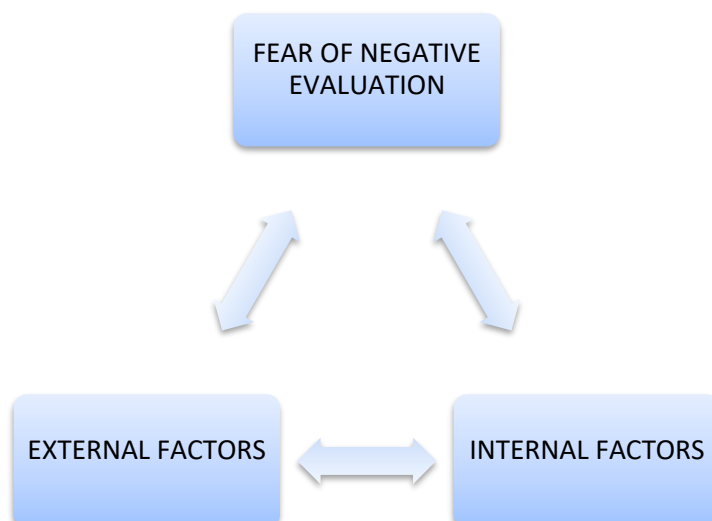 FEAR OF NEGATIVE
EVALUATION
EXTERNAL FACTORS
INTERNAL FACTORS